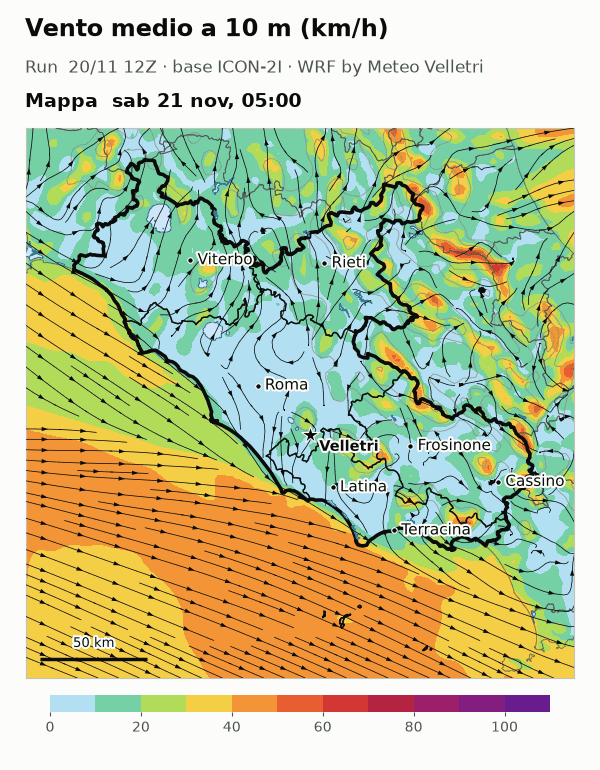 Vento medio a 10 m (km/h)
Run  20/11 12Z · base ICON-2I · WRF by Meteo Velletri
Mappa  sab 21 nov, 05:00
Viterbo
Rieti
Roma
Velletri
Frosinone
Latina
Cassino
Terracina
50 km
0 20 40 60 80 100